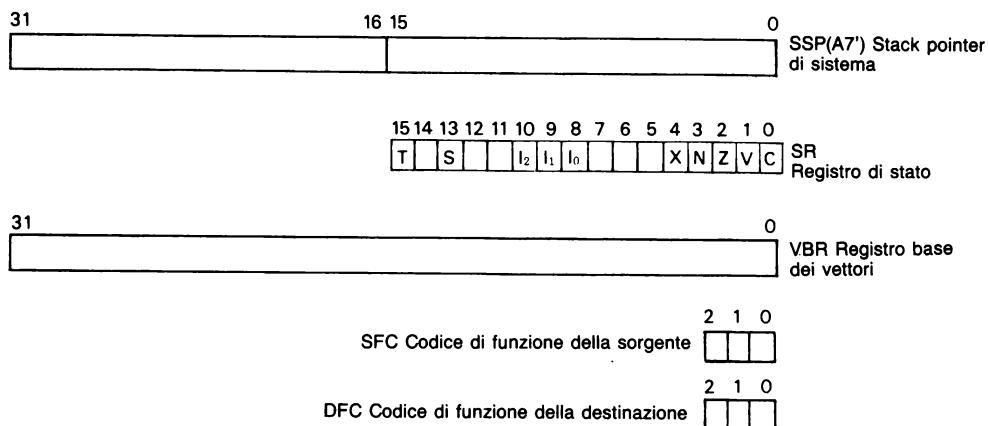 31 16 15 0
SSP(A7') Stack pointer
di sistema
15 14 13 12 11 10 9 8 7 6 5 4 3 2 1 0
T S I₂ I₁ I₀ X N Z V C
SR
Registro di stato
31 0
VBR Registro base
dei vettori
2 1 0
SFC Codice di funzione della sorgente
2 1 0
DFC Codice di funzione della destinazione